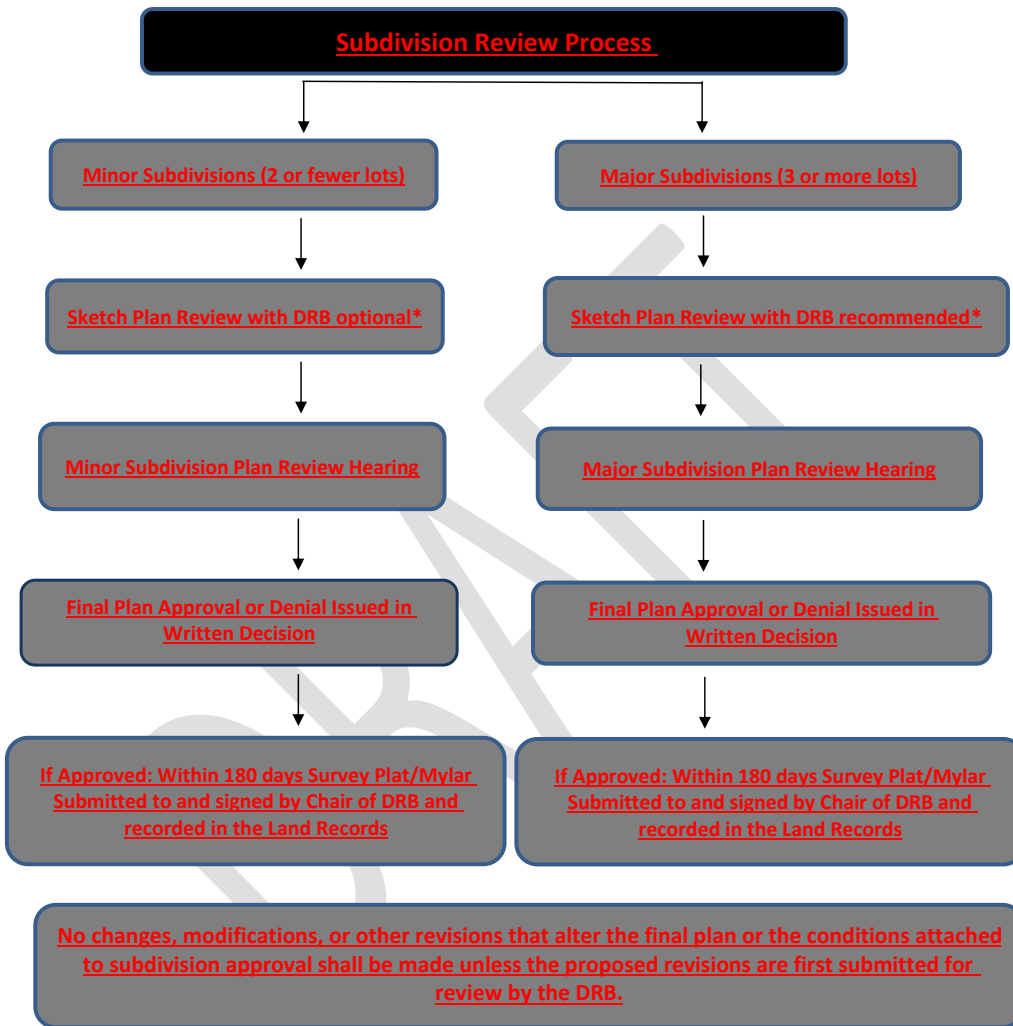 Subdivision Review Process
Minor Subdivisions (2 or fewer lots)
Major Subdivisions (3 or more lots)
Sketch Plan Review with DRB optional*
Sketch Plan Review with DRB recommended*
Minor Subdivision Plan Review Hearing
Major Subdivision Plan Review Hearing
Final Plan Approval or Denial Issued in
Written Decision
Final Plan Approval or Denial Issued in
Written Decision
If Approved: Within 180 days Survey Plat/Mylar
Submitted to and signed by Chair of DRB and
recorded in the Land Records
If Approved: Within 180 days Survey Plat/Mylar
Submitted to and signed by Chair of DRB and
recorded in the Land Records
No changes, modifications, or other revisions that alter the final plan or the conditions attached
to subdivision approval shall be made unless the proposed revisions are first submitted for
review by the DRB.
DRAFT